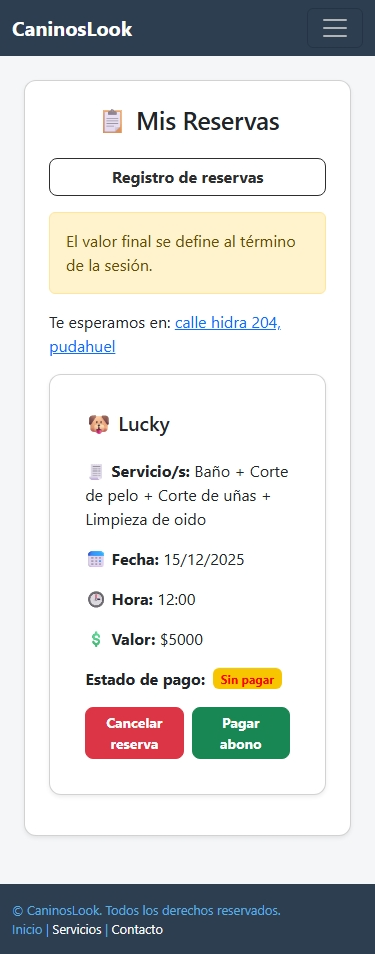 CaninosLook
Mis Reservas
Registro de reservas
El valor final se define al término
de la sesión.
Te esperamos en: calle hidra 204,
pudahuel
Lucky
Servicio/s: Baño + Corte
de pelo + Corte de uñas +
Limpieza de oido
Fecha: 15/12/2025
Hora: 12:00
Valor: $5000
Estado de pago: Sin pagar
Cancelar
reserva
Pagar
abono
© CaninosLook. Todos los derechos reservados.
Inicio | Servicios | Contacto